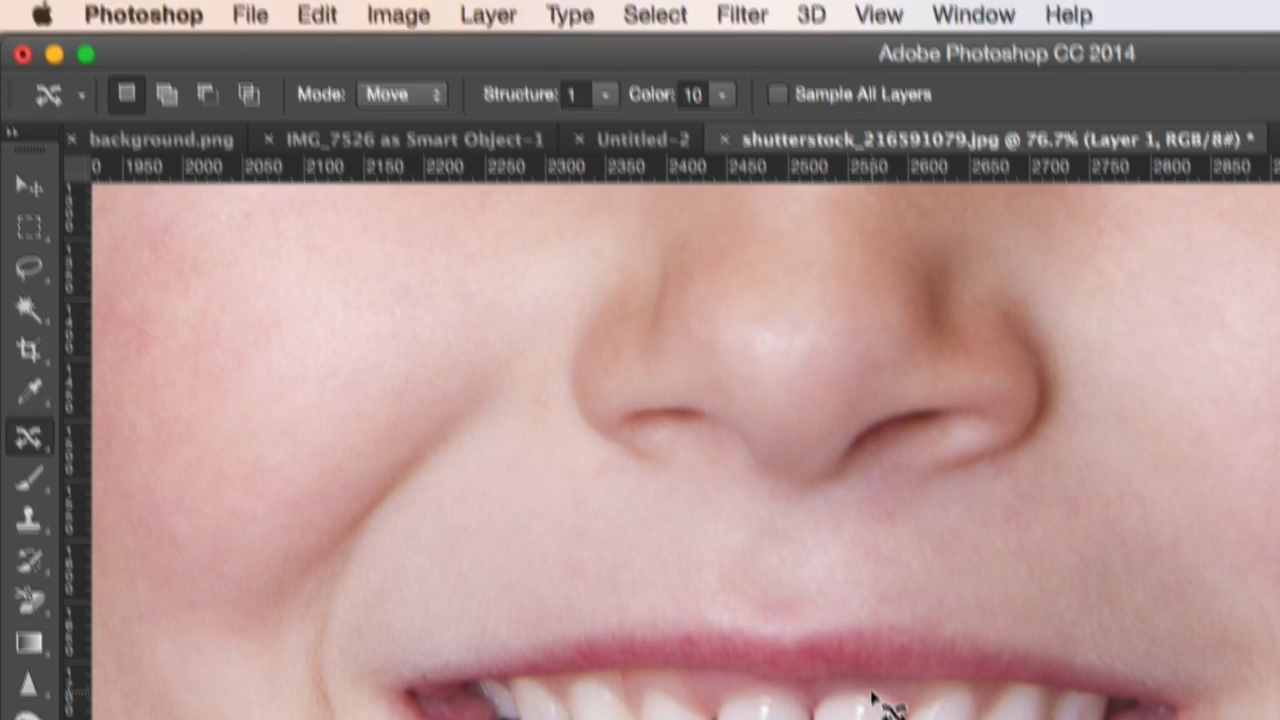 Photoshop File Edit Image Layer Type Select Filter 3D View Window Help
Adobe Photoshop CC 2014
Mode: Move Structure: 1 Color: 10 Sample All Layers
background.png IMG_7526 as Smart Object-1 Untitled-2 shutterstock_216591079.jpg @ 76.7% (Layer 1, RGB/8#) *
0 1950 2000 2050 2100 2150 2200 2250 2300 2350 2400 2450 2500 2550 2600 2650 2700 2750 2800 2850